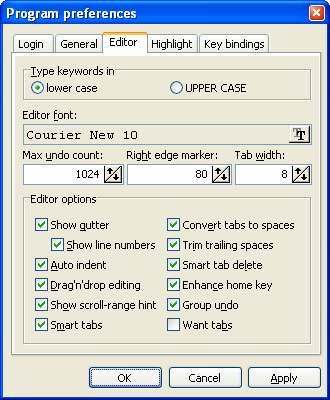 Program preferences
Login General Editor Highlight Key bindings
Type keywords in
lower case UPPER CASE
Editor font:
Courier New 10
Max undo count: Right edge marker: Tab width:
1024 80 8
Editor options
Show gutter Convert tabs to spaces
Show line numbers Trim trailing spaces
Auto indent Smart tab delete
Drag'n'drop editing Enhance home key
Show scroll-range hint Group undo
Smart tabs Want tabs
OK Cancel Apply